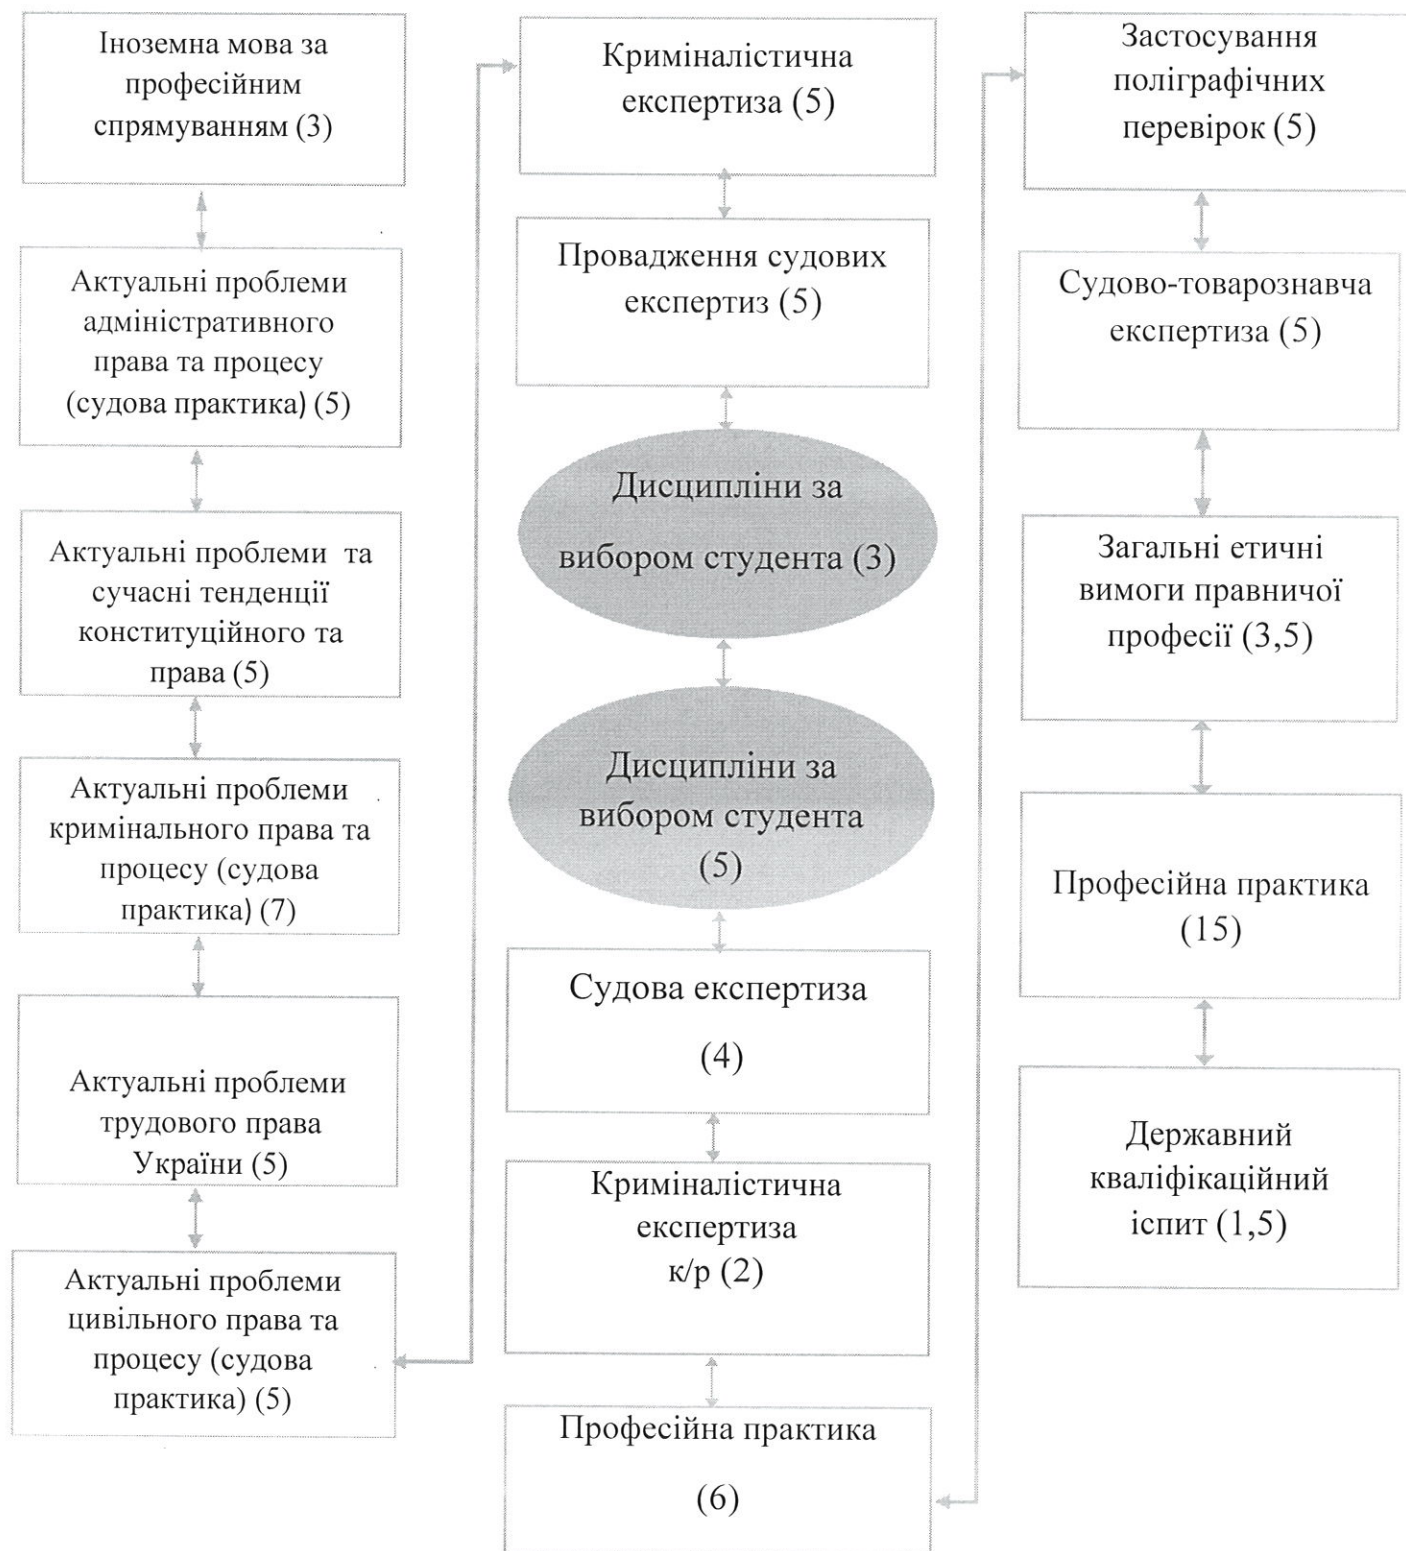 Іноземна мова за
професійним
спрямуванням (3)
Актуальні проблеми
адміністративного
права та процесу
(судова практика) (5)
Актуальні проблеми та
сучасні тенденції
конституційного та
права (5)
Актуальні проблеми
кримінального права та
процесу (судова
практика) (7)
Актуальні проблеми
трудового права
України (5)
Актуальні проблеми
цивільного права та
процесу (судова
практика) (5)
Криміналістична
експертиза (5)
Провадження судових
експертиз (5)
Дисципліни за
вибором студента (3)
Дисципліни за
вибором студента
(5)
Судова експертиза
(4)
Криміналістична
експертиза
к/р (2)
Професійна практика
(6)
Застосування
поліграфічних
перевірок (5)
Судово-товарознавча
експертиза (5)
Загальні етичні
вимоги правничої
професії (3,5)
Професійна практика
(15)
Державний
кваліфікаційний
іспит (1,5)